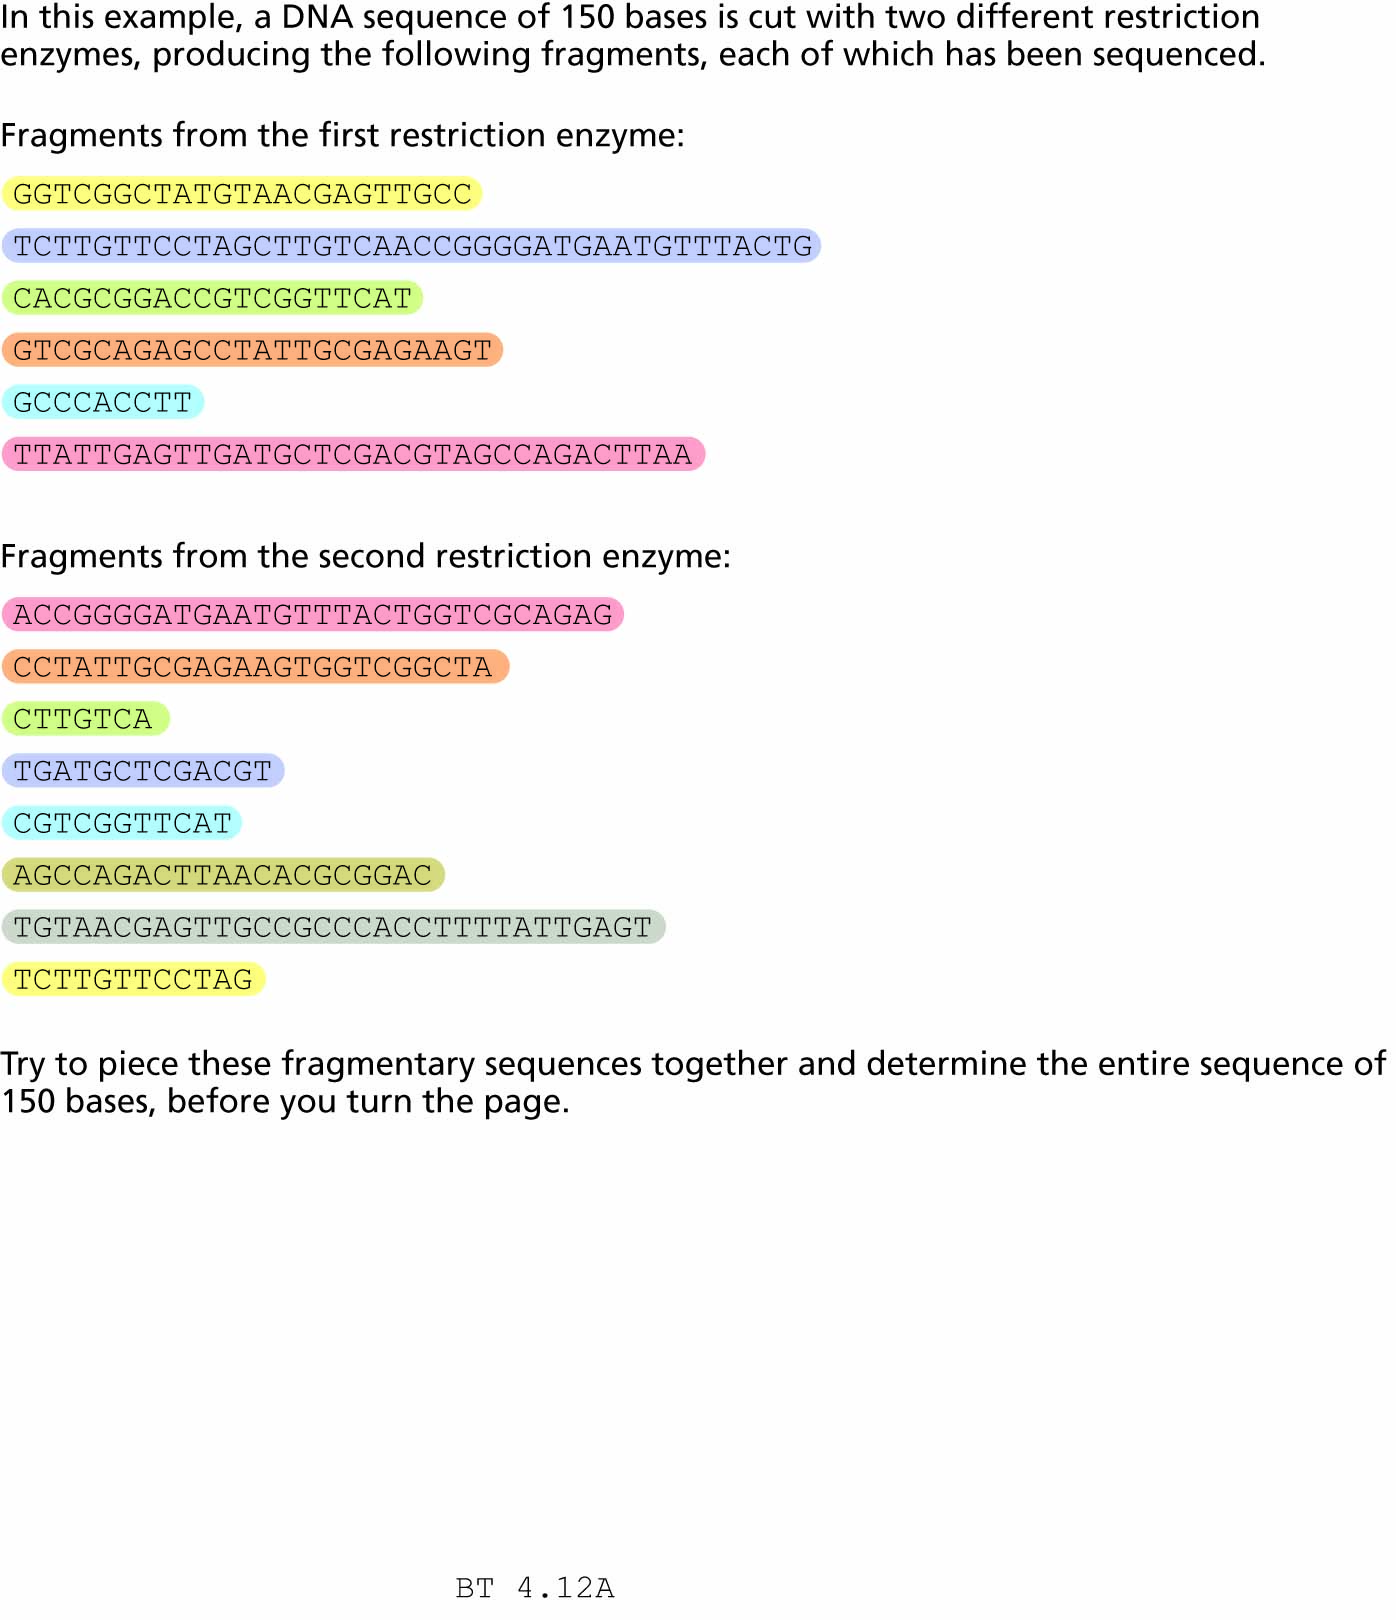 In this example, a DNA sequence of 150 bases is cut with two different restriction
enzymes, producing the following fragments, each of which has been sequenced.
Fragments from the first restriction enzyme:
GGTCGGCTATGTAACGAGTTGCC
TCTTGTTCCTAGCTTGTCAACCGGGGATGAATGTTTACTG
CACGCGGACCGTCGGTTCAT
GTCGCAGAGCCTATTGCGAGAAGT
GCCCACCTT
TTATTGAGTTGATGCTCGACGTAGCCAGACTTAA
Fragments from the second restriction enzyme:
ACCGGGGATGAATGTTTACTGGTCGCAGAG
CCTATTGCGAGAAGTGGTCGGCTA
CTTGTCA
TGATGCTCGACGT
CGTCGGTTCAT
AGCCAGACTTAACACGCGGAC
TGTAACGAGTTGCCGCCCACCTTTTATTGAGT
TCTTGTTCCTAG
Try to piece these fragmentary sequences together and determine the entire sequence of
150 bases, before you turn the page.
BT 4.12A